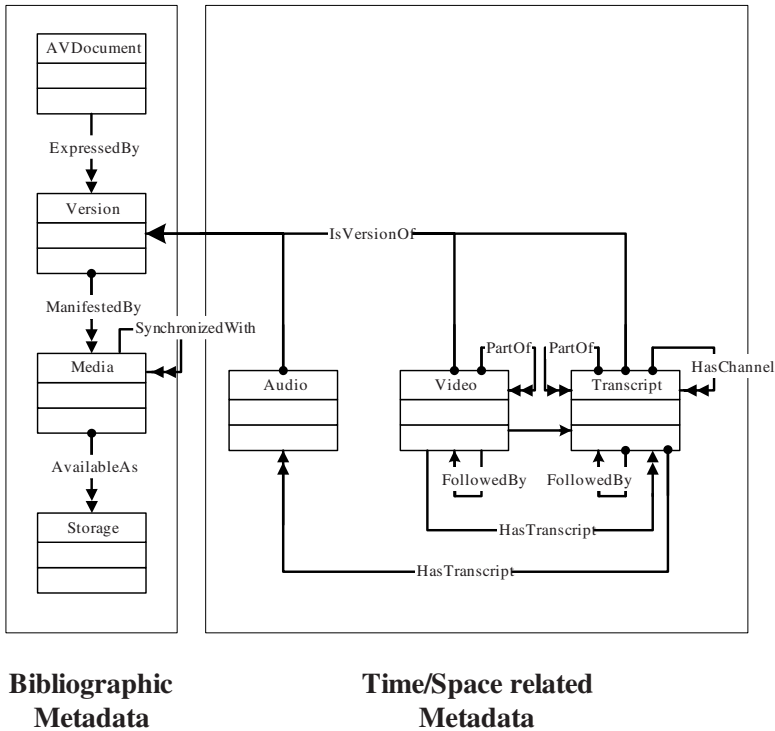 AVDocument
ExpressedBy
Version
IsVersionOf
ManifestedBy
SynchronizedWith
Media
PartOf
PartOf
HasChannel
Audio
Video
Transcript
AvailableAs
FollowedBy
FollowedBy
Storage
HasTranscript
HasTranscript
Bibliographic
Metadata
Time/Space related
Metadata